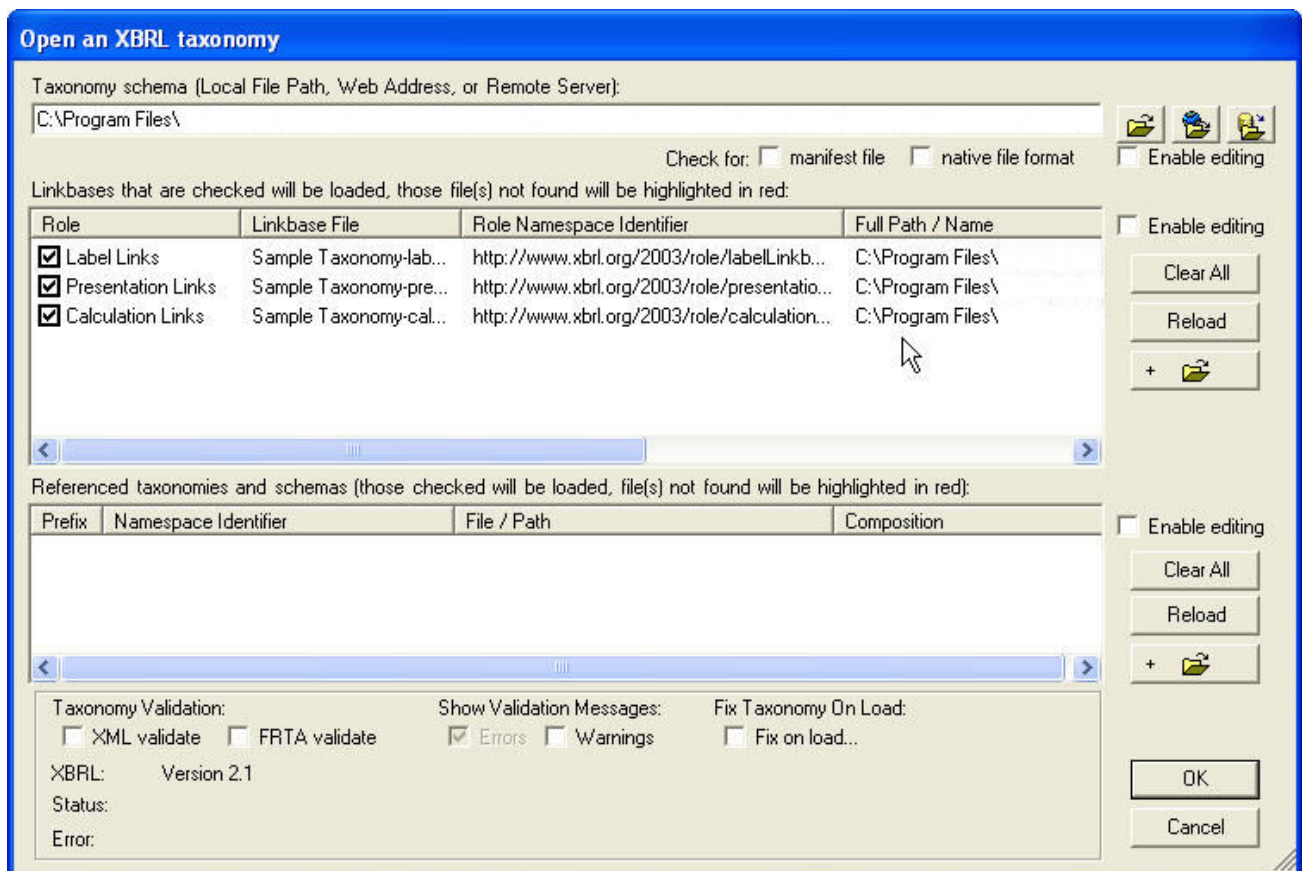 Open an XBRL taxonomy
Taxonomy schema (Local File Path, Web Address, or Remote Server):
C:\Program Files\
Check for: manifest file native file format Enable editing
Linkbases that are checked will be loaded, those file(s) not found will be highlighted in red:
Role Linkbase File Role Namespace Identifier Full Path / Name Enable editing
Label Links Sample Taxonomy-lab... http://www.xbrl.org/2003/role/labelLinkb... C:\Program Files\
Clear All
Presentation Links Sample Taxonomy-pre... http://www.xbrl.org/2003/role/presentatio... C:\Program Files\
Calculation Links Sample Taxonomy-cal... http://www.xbrl.org/2003/role/calculation... C:\Program Files\
Reload
+
Referenced taxonomies and schemas (those checked will be loaded, file(s) not found will be highlighted in red):
Prefix Namespace Identifier File / Path Composition Enable editing
Clear All
Reload
+
Taxonomy Validation: Show Validation Messages: Fix Taxonomy On Load:
XML validate FRTA validate Errors Warnings Fix on load...
XBRL: Version 2.1
OK
Status:
Cancel
Error: